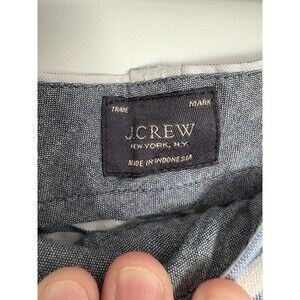 TRADE MARK
J.CREW
NEW YORK, N.Y.
MADE IN INDONESIA